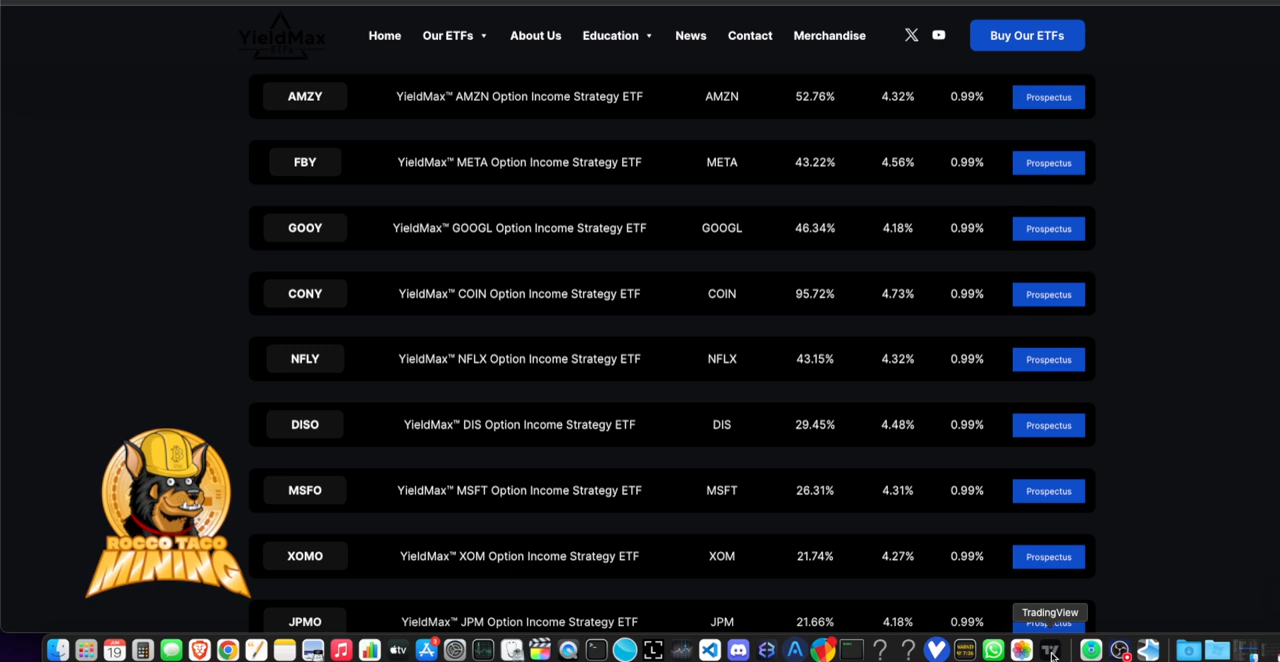 YieldMax
ETFs
Home Our ETFs About Us Education News Contact Merchandise Buy Our ETFs
AMZY YieldMax™ AMZN Option Income Strategy ETF AMZN 52.76% 4.32% 0.99% Prospectus
FBY YieldMax™ META Option Income Strategy ETF META 43.22% 4.56% 0.99% Prospectus
GOOY YieldMax™ GOOGL Option Income Strategy ETF GOOGL 46.34% 4.18% 0.99% Prospectus
CONY YieldMax™ COIN Option Income Strategy ETF COIN 95.72% 4.73% 0.99% Prospectus
NFLY YieldMax™ NFLX Option Income Strategy ETF NFLX 43.15% 4.32% 0.99% Prospectus
DISO YieldMax™ DIS Option Income Strategy ETF DIS 29.45% 4.48% 0.99% Prospectus
MSFO YieldMax™ MSFT Option Income Strategy ETF MSFT 26.31% 4.31% 0.99% Prospectus
XOMO YieldMax™ XOM Option Income Strategy ETF XOM 21.74% 4.27% 0.99% Prospectus
JPMO YieldMax™ JPM Option Income Strategy ETF JPM 21.66% 4.18% 0.99% Prospectus
ROCCO TACO
MINING
TradingView
19
tv
3